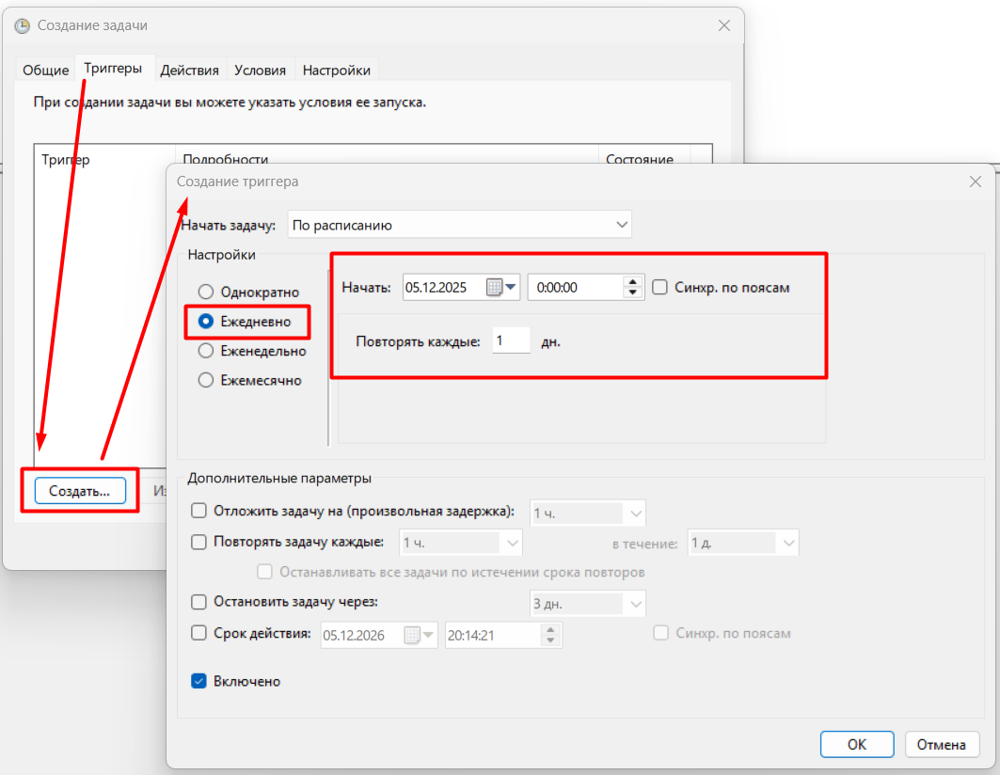 Создание задачи
Общие Триггеры Действия Условия Настройки
При создании задачи вы можете указать условия ее запуска.
Триггер Подробности Состояние
Создание триггера
Начать задачу: По расписанию
Настройки
Однократно
Ежедневно
Еженедельно
Ежемесячно
Начать: 05.12.2025 0:00:00 Синхр. по поясам
Повторять каждые: 1 дн.
Создать...
Дополнительные параметры
Отложить задачу на (произвольная задержка): 1 ч.
Повторять задачу каждые: 1 ч. в течение: 1 д.
Останавливать все задачи по истечении срока повторов
Остановить задачу через: 3 дн.
Срок действия: 05.12.2026 20:14:21 Синхр. по поясам
Включено
ОК Отмена